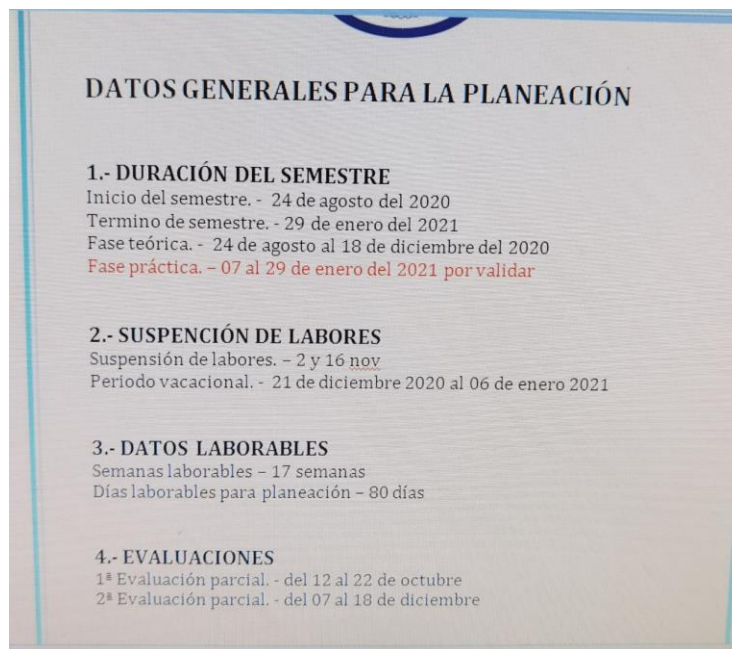 DATOS GENERALES PARA LA PLANEACIÓN
1.- DURACIÓN DEL SEMESTRE
Inicio del semestre. - 24 de agosto del 2020
Termino de semestre. - 29 de enero del 2021
Fase teórica. - 24 de agosto al 18 de diciembre del 2020
Fase práctica. – 07 al 29 de enero del 2021 por validar
2.- SUSPENCIÓN DE LABORES
Suspensión de labores. – 2 y 16 nov
Periodo vacacional. - 21 de diciembre 2020 al 06 de enero 2021
3.- DATOS LABORABLES
Semanas laborables – 17 semanas
Días laborables para planeación – 80 días
4.- EVALUACIONES
1ª Evaluación parcial. - del 12 al 22 de octubre
2ª Evaluación parcial. - del 07 al 18 de diciembre